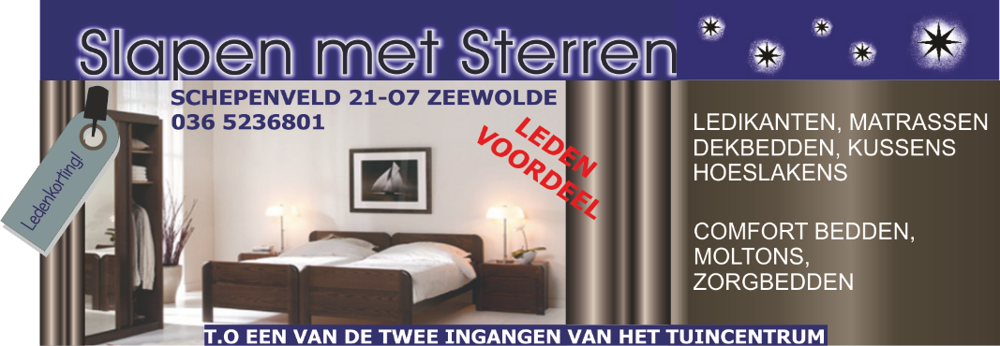 Slapen met Sterren
SCHEPENVELD 21-O7 ZEEWOLDE
036 5236801
Ledenkorting!
LEDEN
VOORDEEL
LEDIKANTEN, MATRASSEN
DEKBEDDEN, KUSSENS
HOESLAKENS
COMFORT BEDDEN,
MOLTONS,
ZORGBEDDEN
T.O EEN VAN DE TWEE INGANGEN VAN HET TUINCENTRUM